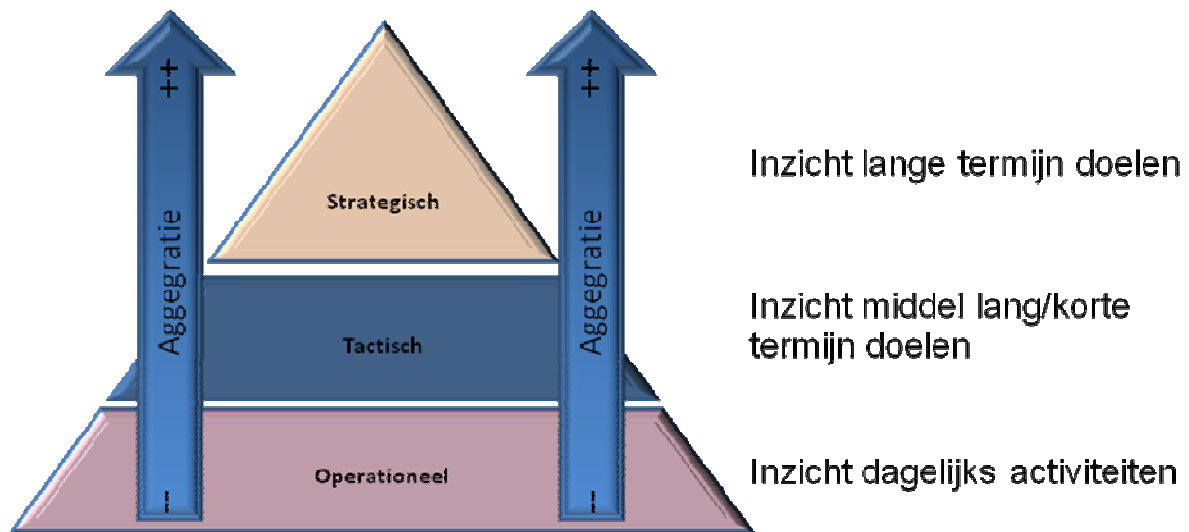 ++
++
Aggegratie
Aggegratie
--
--
Strategisch
Tactisch
Operationeel
Inzicht lange termijn doelen
Inzicht middel lang/korte
termijn doelen
Inzicht dagelijks activiteiten